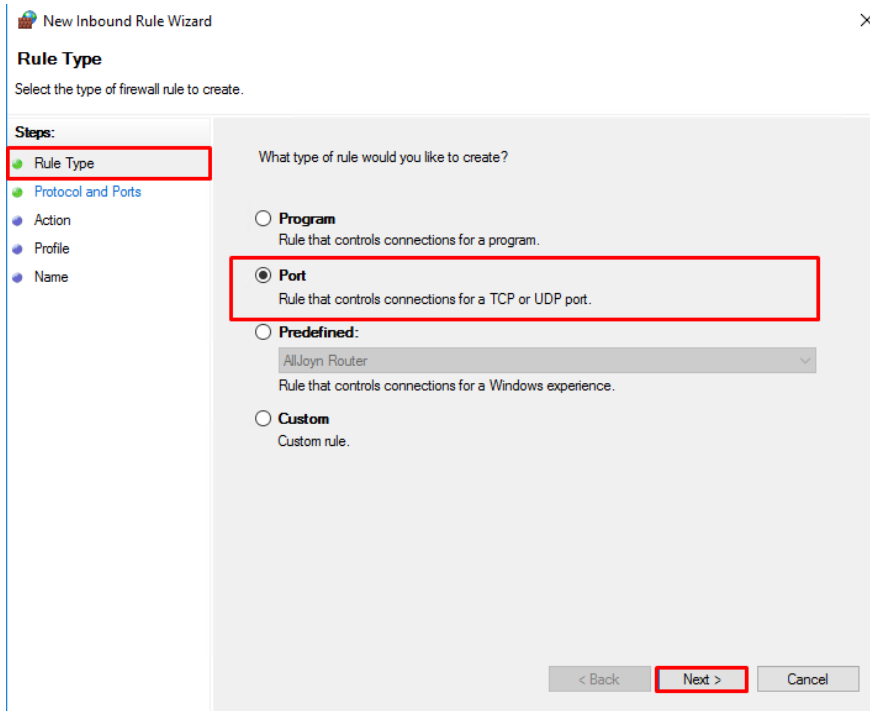 New Inbound Rule Wizard
Rule Type
Select the type of firewall rule to create.
Steps:
Rule Type
Protocol and Ports
Action
Profile
Name
What type of rule would you like to create?
Program
Rule that controls connections for a program.
Port
Rule that controls connections for a TCP or UDP port.
Predefined:
AllJoyn Router
Rule that controls connections for a Windows experience.
Custom
Custom rule.
< Back Next > Cancel